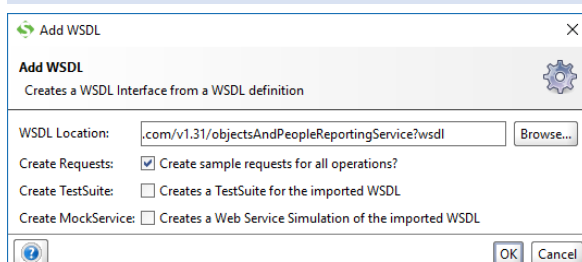 Add WSDL
Add WSDL
Creates a WSDL Interface from a WSDL definition
WSDL Location: .com/v1.31/objectsAndPeopleReportingService?wsdl Browse...
Create Requests: Create sample requests for all operations?
Create TestSuite: Creates a TestSuite for the imported WSDL
Create MockService: Creates a Web Service Simulation of the imported WSDL
? OK Cancel